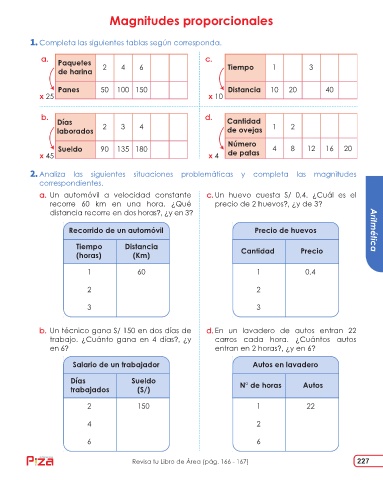 Magnitudes proporcionales
1. Completa las siguientes tablas según corresponda.
a.
Paquetes de harina 2 4 6
Panes 50 100 150
x 25
c.
Tiempo 1 3
Distancia 10 20 40
x 10
b.
Días laborados 2 3 4
Sueldo 90 135 180
x 45
d.
Cantidad de ovejas 1 2
Número de patas 4 8 12 16 20
x 4
2. Analiza las siguientes situaciones problemáticas y completa las magnitudes
correspondientes.
a. Un automóvil a velocidad constante
recorre 60 km en una hora. ¿Qué
distancia recorre en dos horas?, ¿y en 3?
Recorrido de un automóvil
Tiempo (horas) Distancia (Km)
1 60
2
3
c. Un huevo cuesta S/ 0,4. ¿Cuál es el
precio de 2 huevos?, ¿y de 3?
Precio de huevos
Cantidad Precio
1 0,4
2
3
b. Un técnico gana S/ 150 en dos días de
trabajo. ¿Cuánto gana en 4 días?, ¿y
en 6?
Salario de un trabajador
Días trabajados Sueldo (S/)
2 150
4
6
d. En un lavadero de autos entran 22
carros cada hora. ¿Cuántos autos
entran en 2 horas?, ¿y en 6?
Autos en lavadero
N° de horas Autos
1 22
2
6
Aritmética
Piza
Revisa tu Libro de Área (pág. 166 - 167)
227